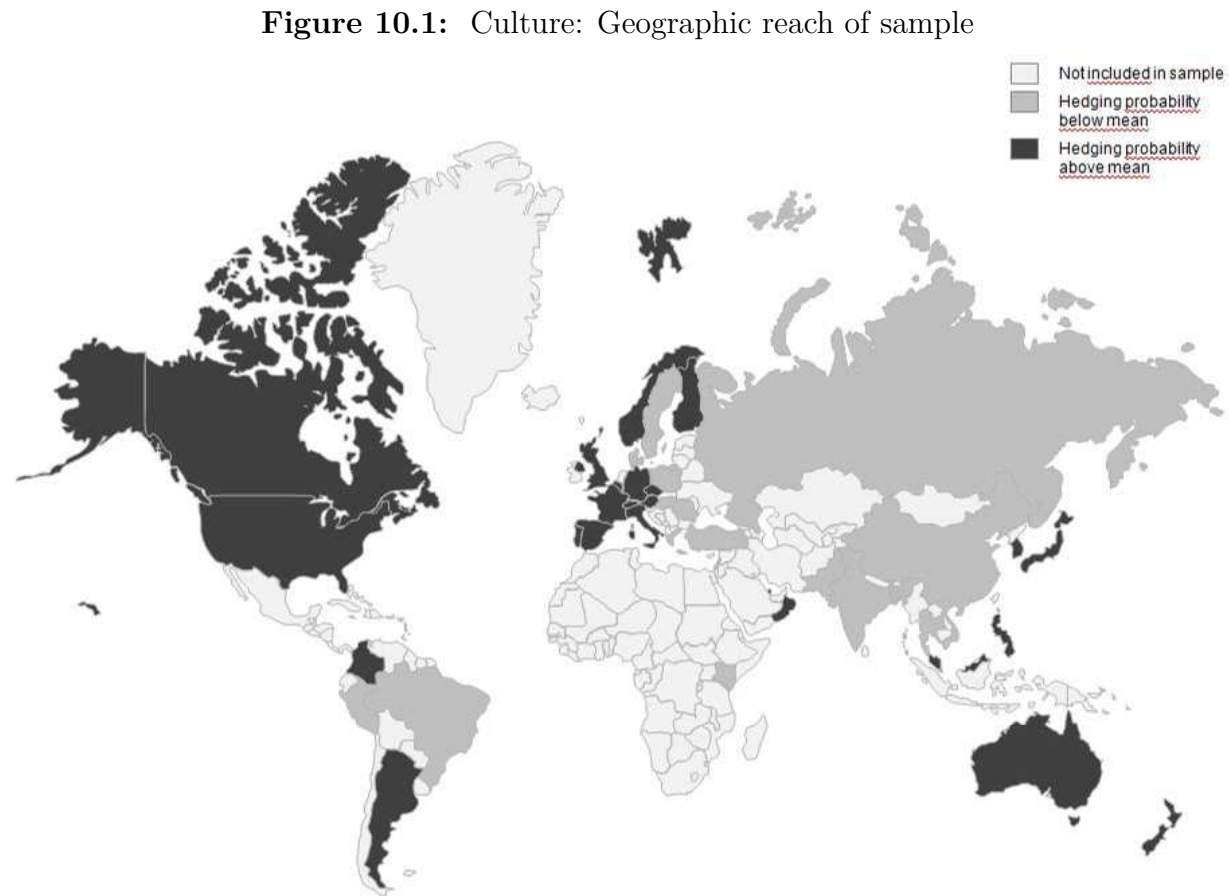 Figure 10.1: Culture: Geographic reach of sample
Not included in sample
Hedging probability
below mean
Hedging probability
above mean